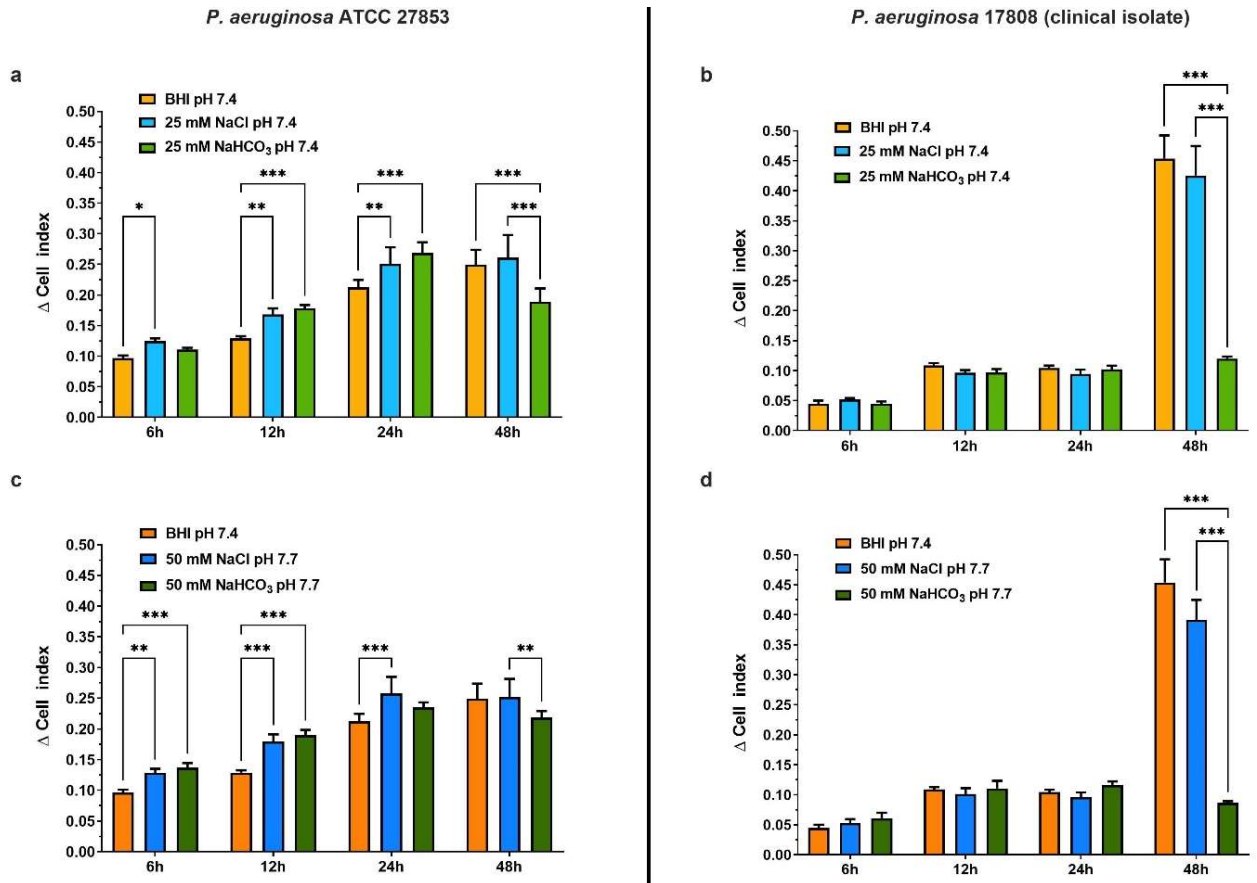 P. aeruginosa ATCC 27853
P. aeruginosa 17808 (clinical isolate)
a
BHI pH 7.4
25 mM NaCl pH 7.4
25 mM NaHCO₃ pH 7.4
Δ Cell index
0.50
0.45
0.40
0.35
0.30
0.25
0.20
0.15
0.10
0.05
0.00
*
**
***
**
***
***
***
6h
12h
24h
48h
b
BHI pH 7.4
25 mM NaCl pH 7.4
25 mM NaHCO₃ pH 7.4
Δ Cell index
0.50
0.45
0.40
0.35
0.30
0.25
0.20
0.15
0.10
0.05
0.00
***
***
6h
12h
24h
48h
c
BHI pH 7.4
50 mM NaCl pH 7.7
50 mM NaHCO₃ pH 7.7
Δ Cell index
0.50
0.45
0.40
0.35
0.30
0.25
0.20
0.15
0.10
0.05
0.00
***
**
***
***
***
**
6h
12h
24h
48h
d
BHI pH 7.4
50 mM NaCl pH 7.7
50 mM NaHCO₃ pH 7.7
Δ Cell index
0.50
0.45
0.40
0.35
0.30
0.25
0.20
0.15
0.10
0.05
0.00
***
***
6h
12h
24h
48h